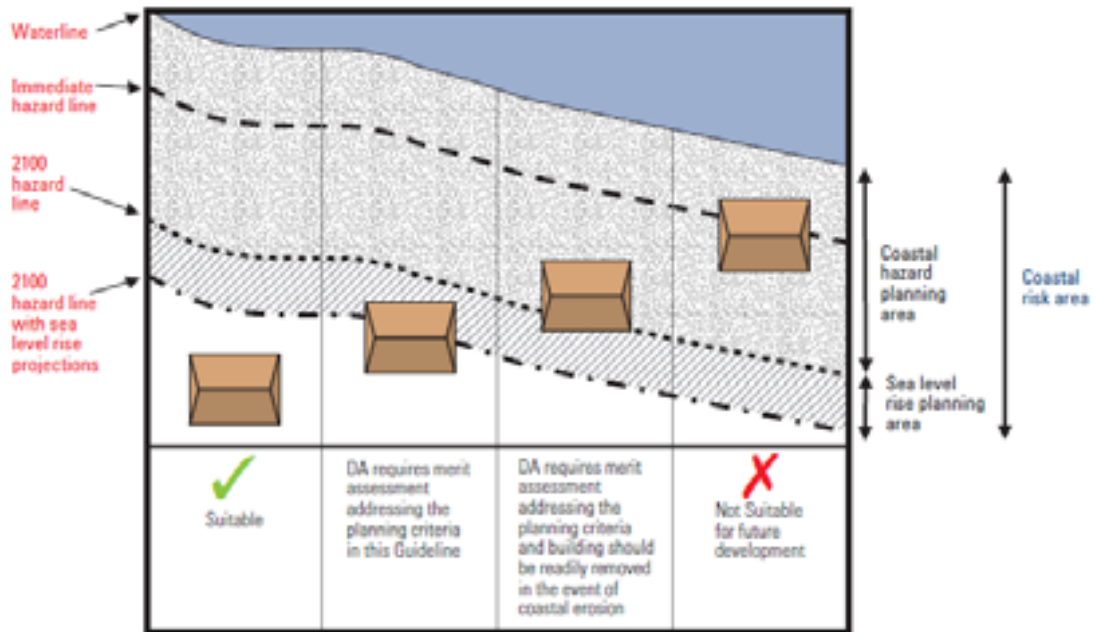 Waterline
Immediate
hazard line
2100
hazard
line
2100
hazard line
with sea
level rise
projections
Coastal
hazard
planning
area
Sea level
rise planning
area
Coastal
risk area
Suitable
DA requires merit
assessment
addressing the
planning criteria
in this Guideline
DA requires merit
assessment
addressing the
planning criteria
and building should
be readily removed
in the event of
coastal erosion
Not Suitable
for future
development